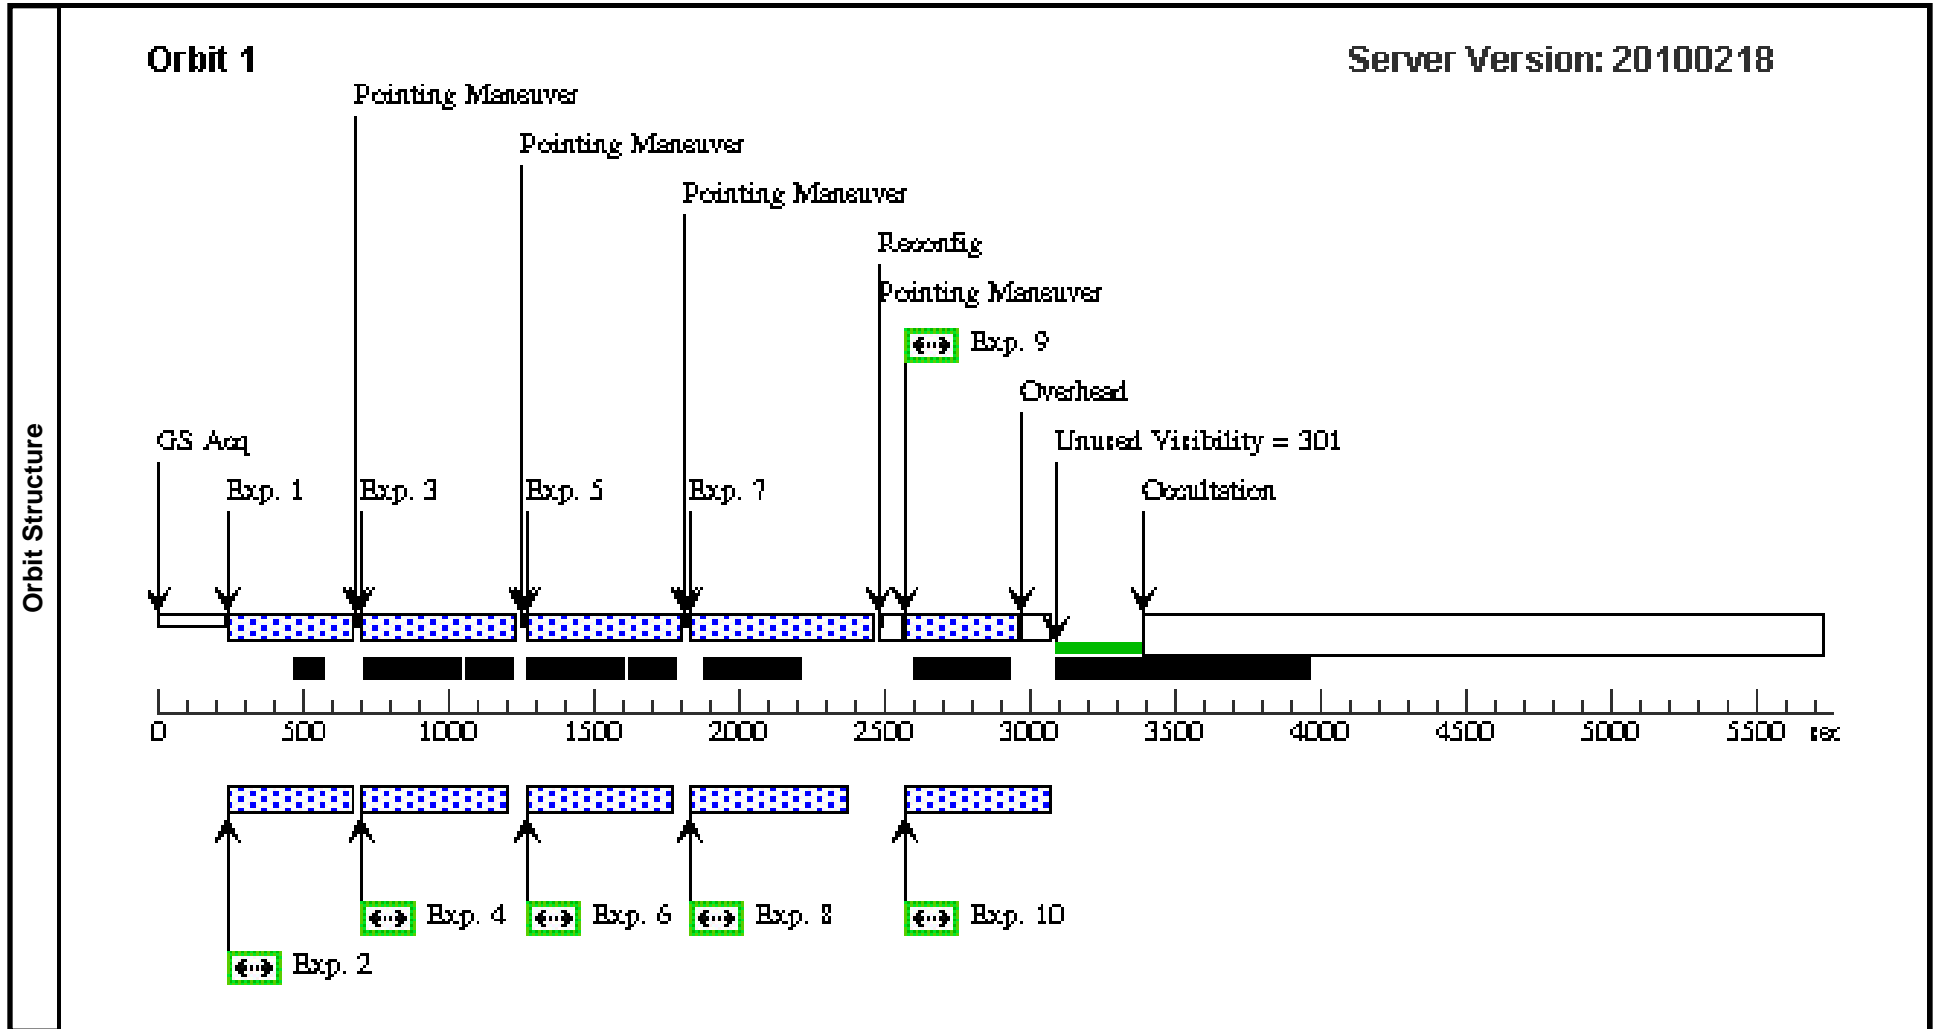 Orbit 1
Server Version: 20100218
Pointing Maneuver
Pointing Maneuver
Pointing Maneuver
Reconfig
Pointing Maneuver
Exp. 9
Overhead
GS Acq
Unused Visibility = 301
Exp. 1
Exp. 3
Exp. 5
Exp. 7
Occultation
Orbit Structure
0 500 1000 1500 2000 2500 3000 3500 4000 4500 5000 5500 sec
Exp. 4
Exp. 6
Exp. 8
Exp. 10
Exp. 2